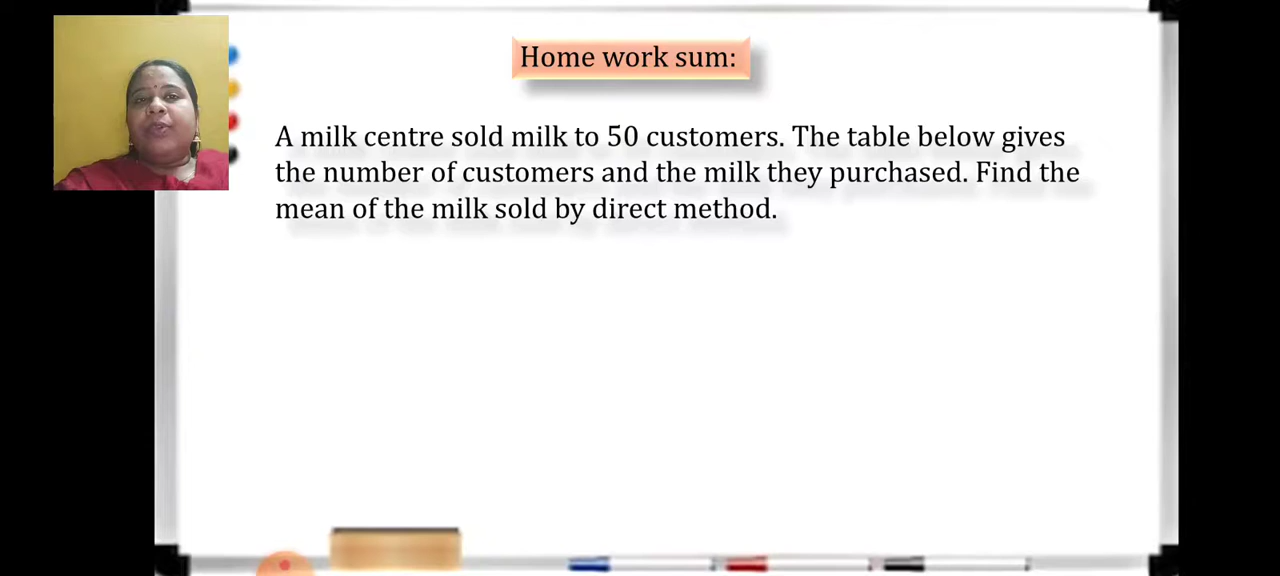 Home work sum:
A milk centre sold milk to 50 customers. The table below gives
the number of customers and the milk they purchased. Find the
mean of the milk sold by direct method.